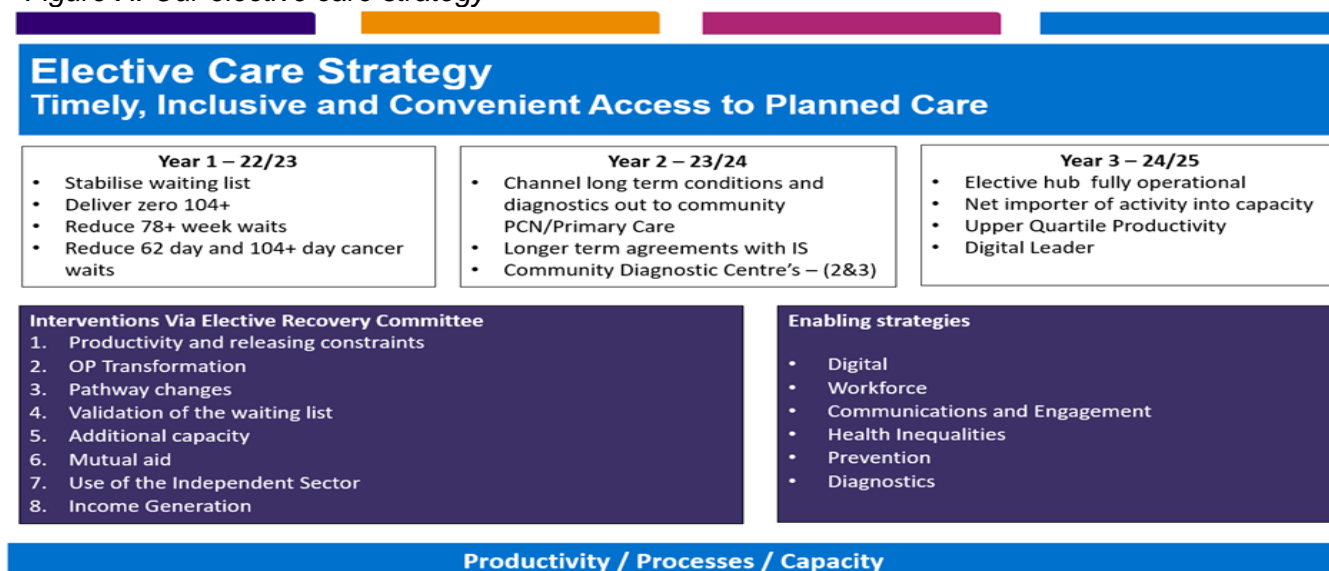 Our elective care strategy
Elective Care Strategy
Timely, Inclusive and Convenient Access to Planned Care
Year 1 – 22/23
• Stabilise waiting list
• Deliver zero 104+
• Reduce 78+ week waits
• Reduce 62 day and 104+ day cancer
waits
Year 2 – 23/24
• Channel long term conditions and
diagnostics out to community
PCN/Primary Care
• Longer term agreements with IS
• Community Diagnostic Centre's – (2&3)
Year 3 – 24/25
• Elective hub fully operational
• Net importer of activity into capacity
• Upper Quartile Productivity
• Digital Leader
Interventions Via Elective Recovery Committee
1. Productivity and releasing constraints
2. OP Transformation
3. Pathway changes
4. Validation of the waiting list
5. Additional capacity
6. Mutual aid
7. Use of the Independent Sector
8. Income Generation
Enabling strategies
• Digital
• Workforce
• Communications and Engagement
• Health Inequalities
• Prevention
• Diagnostics
Productivity / Processes / Capacity